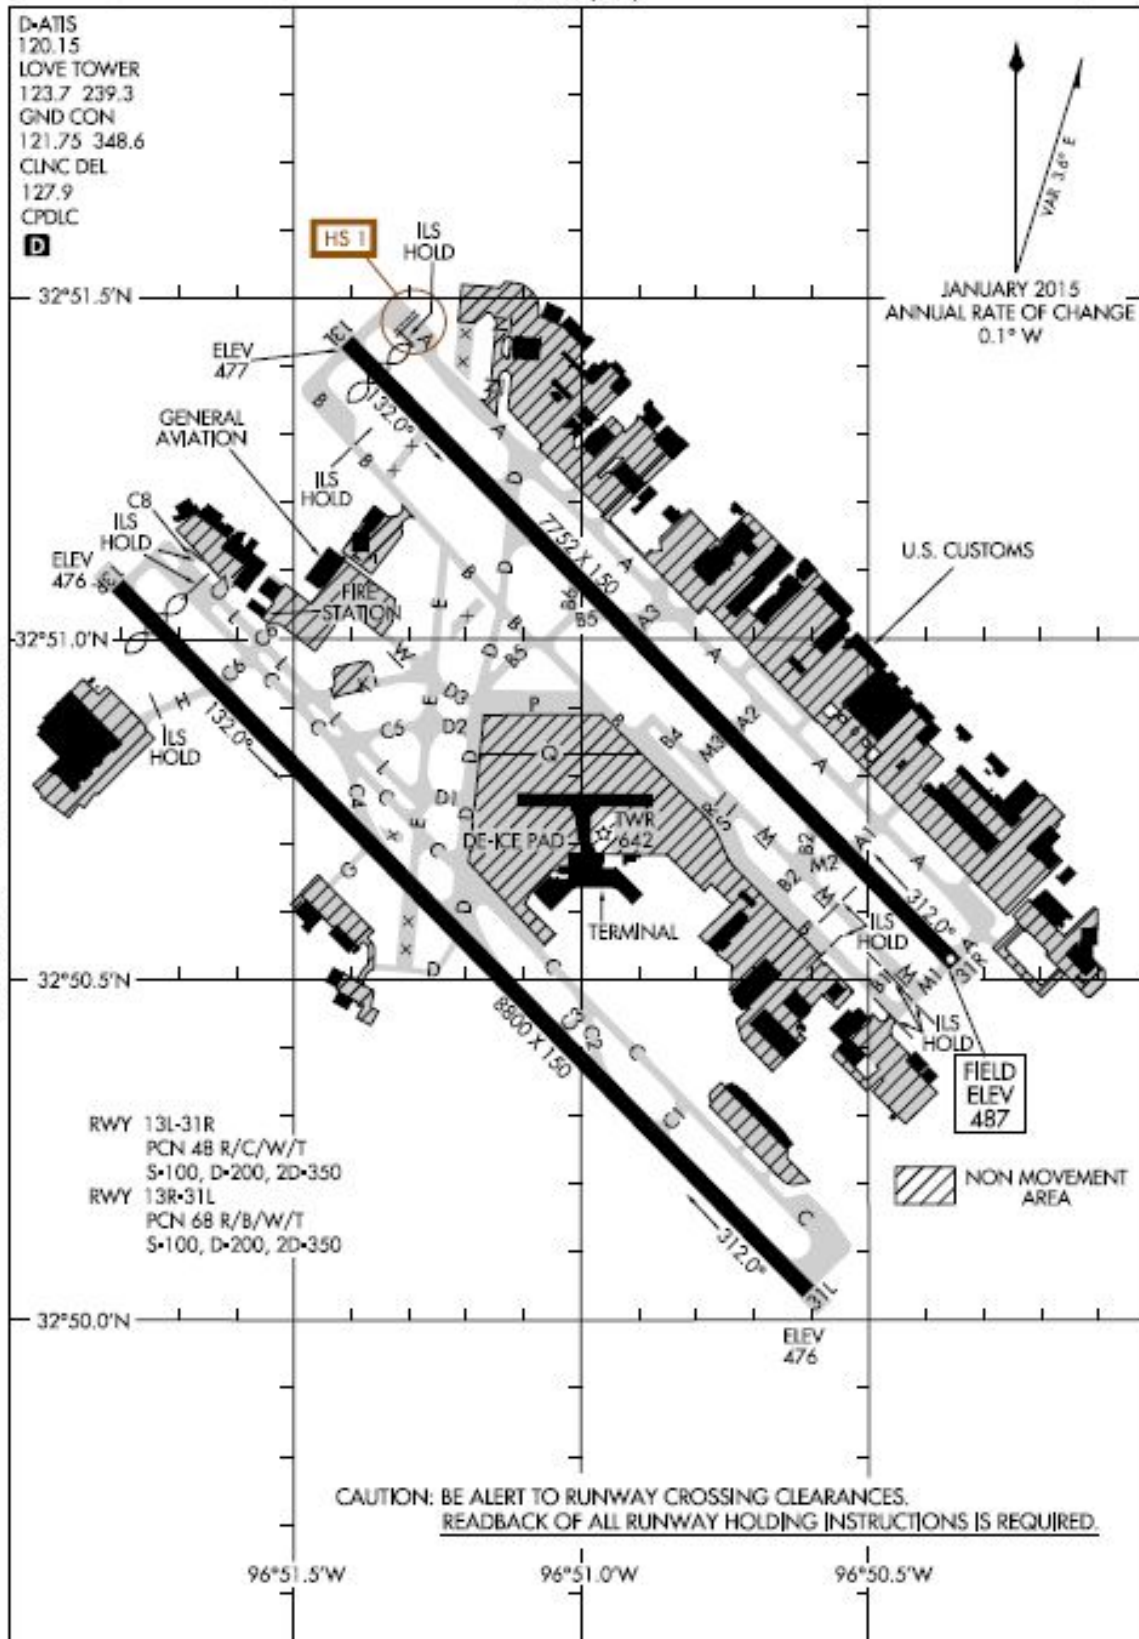 D-ATIS
120.15
LOVE TOWER
123.7 239.3
GND CON
121.75 348.6
CLNC DEL
127.9
CPDLC
D
VAR 3.6° E
JANUARY 2015
ANNUAL RATE OF CHANGE
0.1° W
HS 1
ILS
HOLD
32°51.5'N
13L
A
N
N
ELEV
477
B
132.0°
A
GENERAL
AVIATION
B
ILS
HOLD
D
C8
ILS
HOLD
7752 X 150
A
U.S. CUSTOMS
ELEV
476
13R
FIRE
STATION
B
D
E
B6
B5
A3
32°51.0'N
L
B
A
W
D
B5
C6
L
C
K
E
D3
P
H
132.0°
ILS
HOLD
C
L
C5
D2
B
B4
M3
A2
D
Q
A
L
C
C4
D1
D
DE-ICE PAD
TWR
642
R
S
M
B2
M2
A1
A
E
C
G
B2
M
312.0°
D
TERMINAL
B
ILS
HOLD
A
31R
32°50.5'N
D
C
B1
M
M1
8800 X 150
C3
C2
C
ILS
HOLD
FIELD
ELEV
487
C1
RWY 13L-31R
PCN 48 R/C/W/T
S-100, D-200, 2D-350
RWY 13R-31L
PCN 68 R/B/W/T
S-100, D-200, 2D-350
NON MOVEMENT
AREA
C
312.0°
31L
32°50.0'N
ELEV
476
CAUTION: BE ALERT TO RUNWAY CROSSING CLEARANCES.
READBACK OF ALL RUNWAY HOLDING INSTRUCTIONS IS REQUIRED.
96°51.5'W
96°51.0'W
96°50.5'W